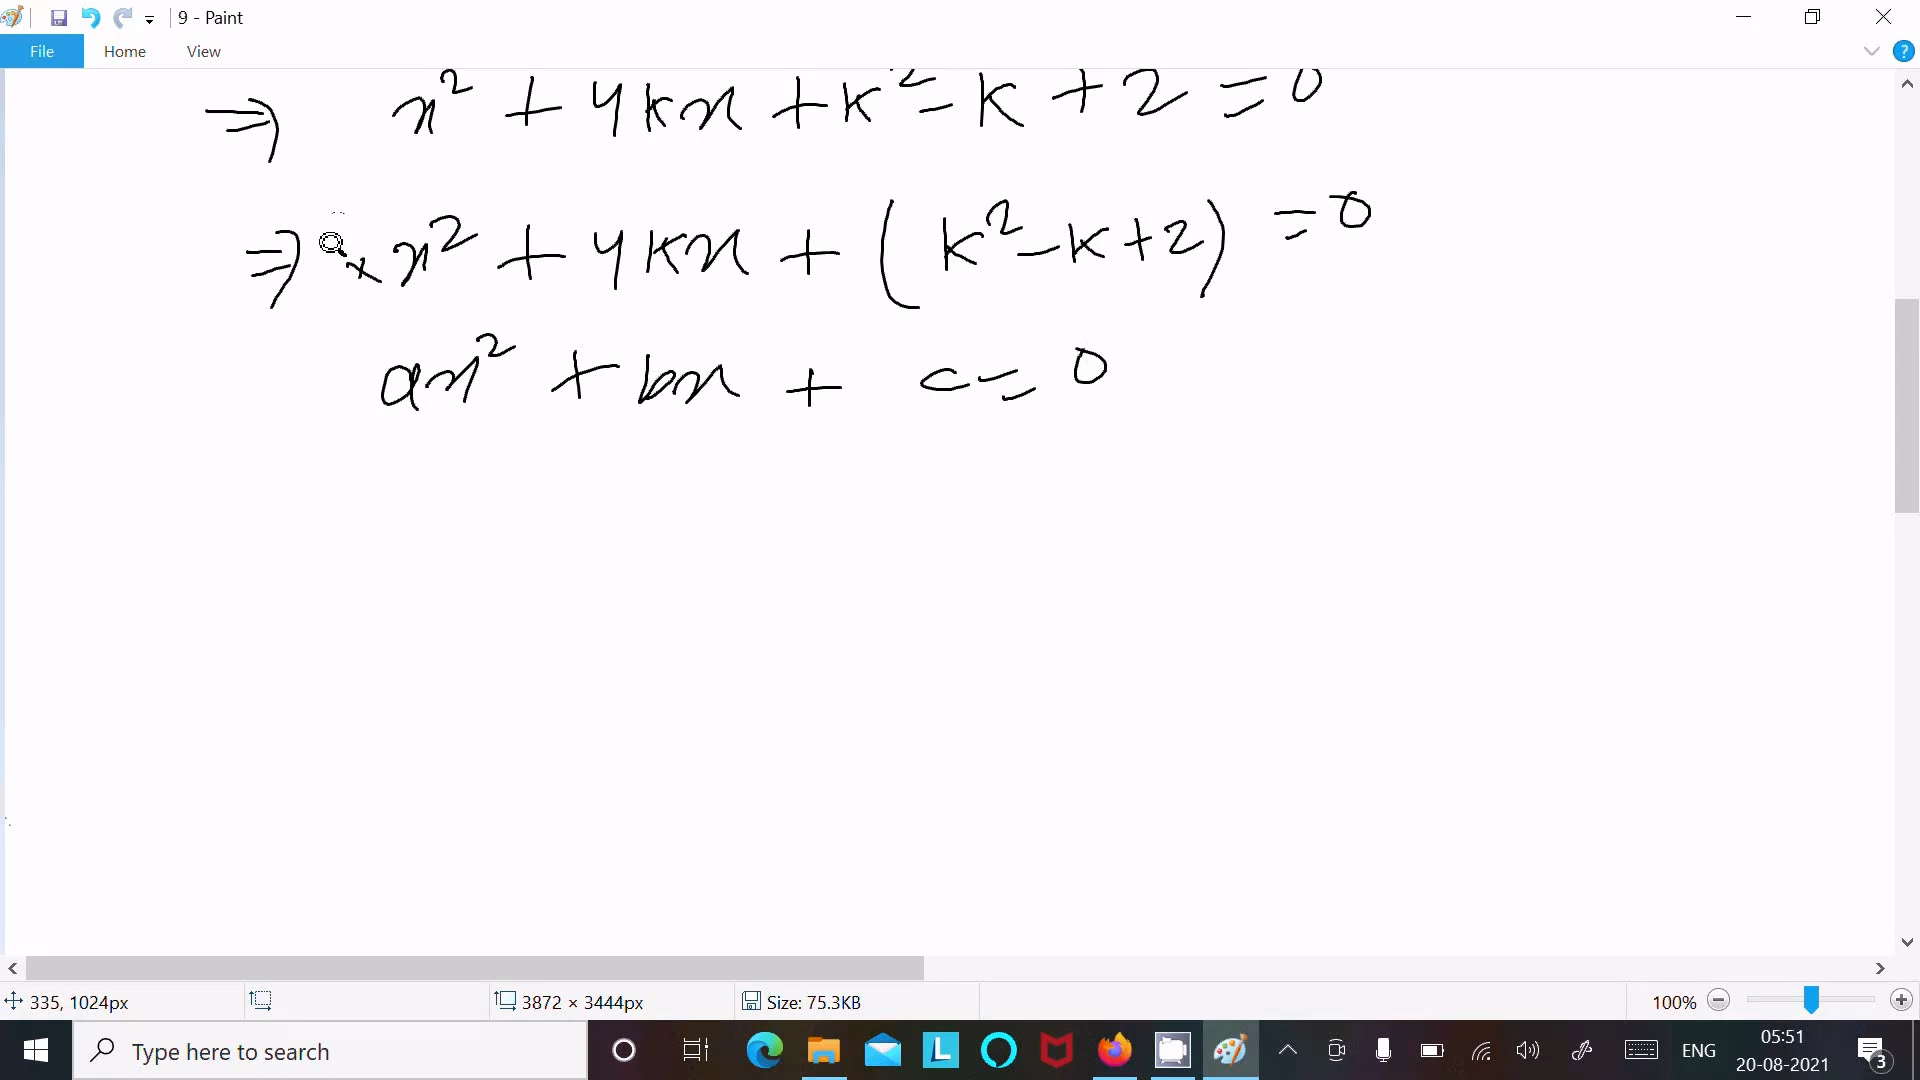 9 - Paint
File Home View
⇒ x² + 4kx + k² - k + 2 = 0
⇒ x x² + 4kx + (k² - k + 2) = 0
ax² + bx + c = 0
335, 1024px 3872 × 3444px Size: 75.3KB 100%
Type here to search
ENG
05:51
20-08-2021
3